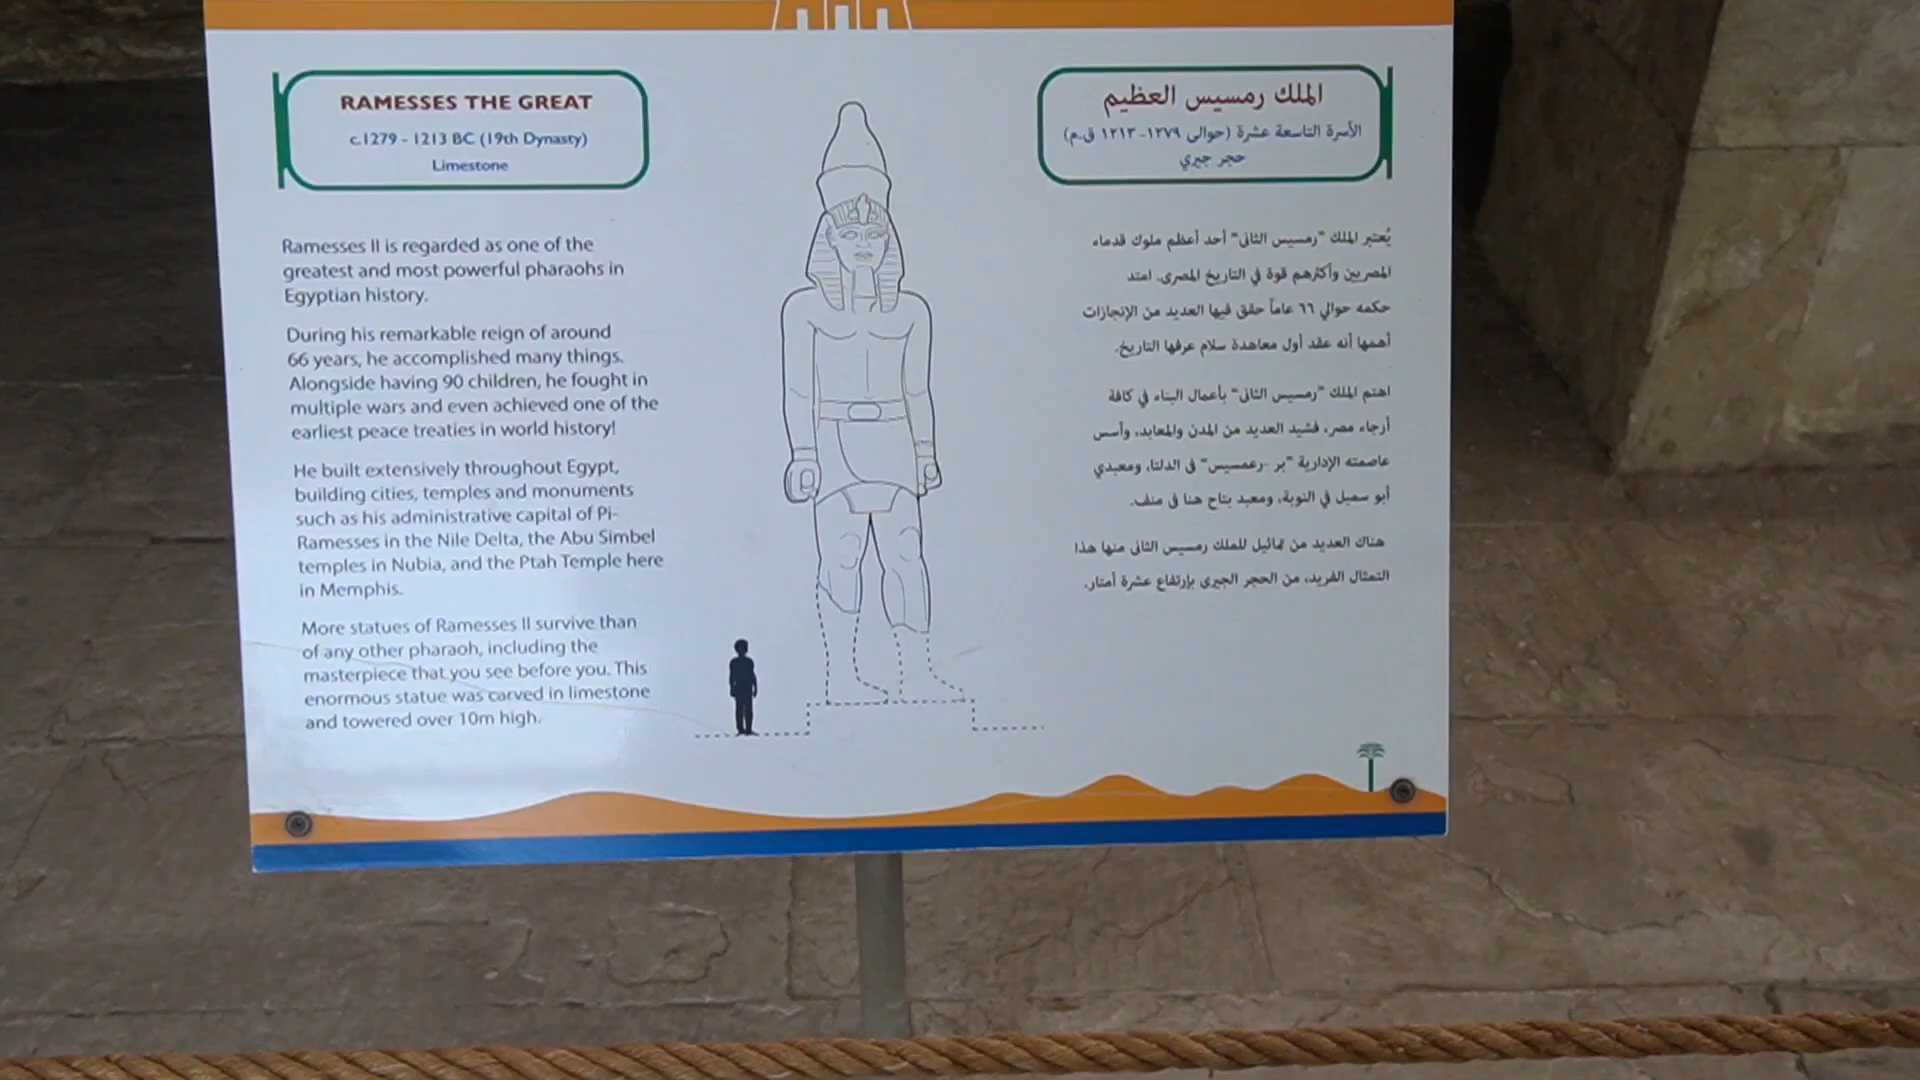 RAMESSES THE GREAT
c.1279 - 1213 BC (19th Dynasty)
Limestone
Ramesses II is regarded as one of the
greatest and most powerful pharaohs in
Egyptian history.
During his remarkable reign of around
66 years, he accomplished many things.
Alongside having 90 children, he fought in
multiple wars and even achieved one of the
earliest peace treaties in world history!
He built extensively throughout Egypt,
building cities, temples and monuments
such as his administrative capital of Pi-
Ramesses in the Nile Delta, the Abu Simbel
temples in Nubia, and the Ptah Temple here
in Memphis.
More statues of Ramesses II survive than
of any other pharaoh, including the
masterpiece that you see before you. This
enormous statue was carved in limestone
and towered over 10m high.
الملك رمسيس العظيم
الأسرة التاسعة عشرة (حوالى ١٢٧٩- ١٢١٣ ق.م)
حجر جيري
يُعتبر الملك "رمسيس الثانى" أحد أعظم ملوك قدماء
المصريين وأكثرهم قوة في التاريخ المصرى. امتد
حكمه حوالي ٦٦ عاماً حقق فيها العديد من الإنجازات
أهمها أنه عقد أول معاهدة سلام عرفها التاريخ.
اهتم الملك "رمسيس الثانى" بأعمال البناء في كافة
أرجاء مصر، فشيد العديد من المدن والمعابد، وأسس
عاصمته الإدارية "بر -رعمسيس" فى الدلتا، ومعبدي
أبو سمبل في النوبة، ومعبد بتاح هنا فى منف.
هناك العديد من تماثيل للملك رمسيس الثانى منها هذا
التمثال الفريد، من الحجر الجيرى بإرتفاع عشرة أمتار.